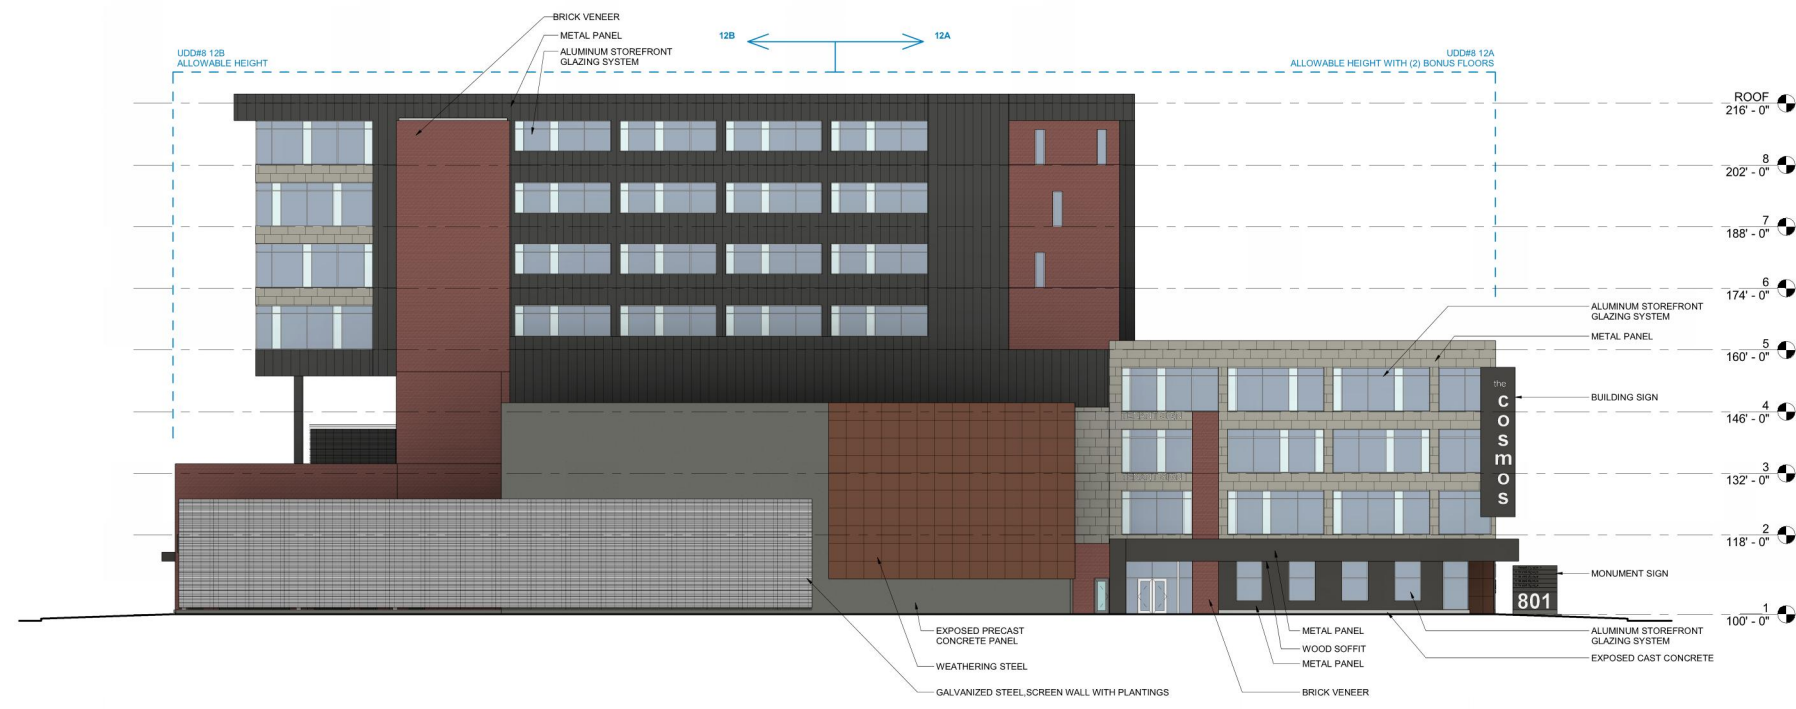 BRICK VENEER
METAL PANEL
ALUMINUM STOREFRONT
GLAZING SYSTEM
12B
12A
UDD#8 12B
ALLOWABLE HEIGHT
UDD#8 12A
ALLOWABLE HEIGHT WITH (2) BONUS FLOORS
ROOF
216' - 0"
8
202' - 0"
7
188' - 0"
6
174' - 0"
ALUMINUM STOREFRONT
GLAZING SYSTEM
METAL PANEL
5
160' - 0"
BUILDING SIGN
the
cosmos
4
146' - 0"
3
132' - 0"
2
118' - 0"
MONUMENT SIGN
801
1
100' - 0"
EXPOSED PRECAST
CONCRETE PANEL
WEATHERING STEEL
GALVANIZED STEEL,SCREEN WALL WITH PLANTINGS
METAL PANEL
WOOD SOFFIT
METAL PANEL
BRICK VENEER
ALUMINUM STOREFRONT
GLAZING SYSTEM
EXPOSED CAST CONCRETE